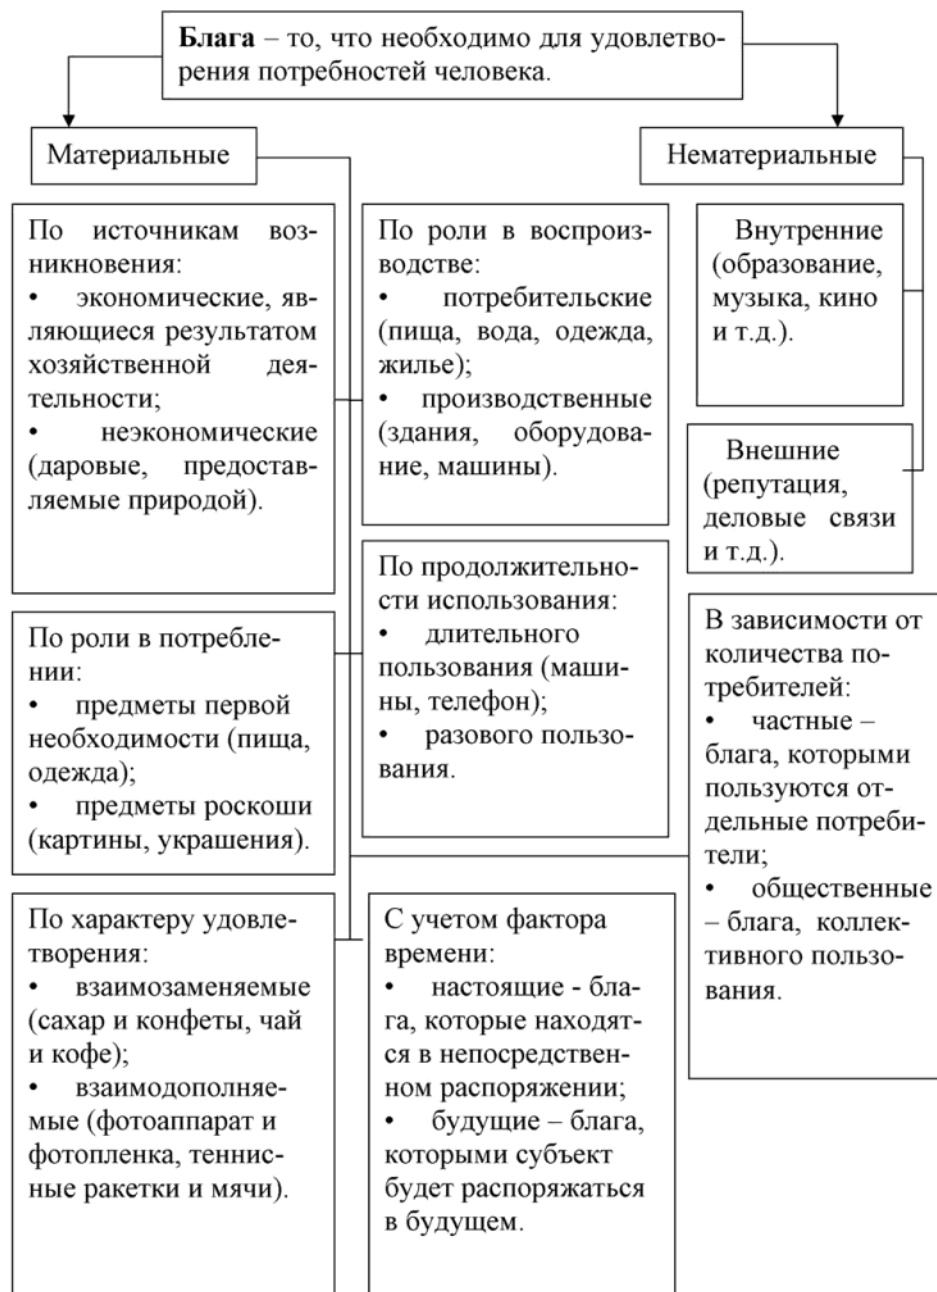 Блага – то, что необходимо для удовлетво-
рения потребностей человека.
Материальные
Нематериальные
По источникам воз-
никновения:
• экономические, яв-
ляющиеся результатом
хозяйственной дея-
тельности;
• неэкономические
(даровые, предостав-
ляемые природой).
По роли в воспроиз-
водстве:
• потребительские
(пища, вода, одежда,
жилье);
• производственные
(здания, оборудова-
ние, машины).
Внутренние
(образование,
музыка, кино
и т.д.).
Внешние
(репутация,
деловые связи
и т.д.).
По роли в потребле-
нии:
• предметы первой
необходимости (пища,
одежда);
• предметы роскоши
(картины, украшения).
По продолжительно-
сти использования:
• длительного
пользования (маши-
ны, телефон);
• разового пользо-
вания.
В зависимости от
количества по-
требителей:
• частные –
блага, которыми
пользуются от-
дельные потреби-
тели;
• общественные
– блага, коллек-
тивного пользо-
вания.
По характеру удовле-
творения:
• взаимозаменяемые
(сахар и конфеты, чай
и кофе);
• взаимодополняе-
мые (фотоаппарат и
фотопленка, теннис-
ные ракетки и мячи).
С учетом фактора
времени:
• настоящие - бла-
га, которые находят-
ся в непосредствен-
ном распоряжении;
• будущие – блага,
которыми субъект
будет распоряжаться
в будущем.